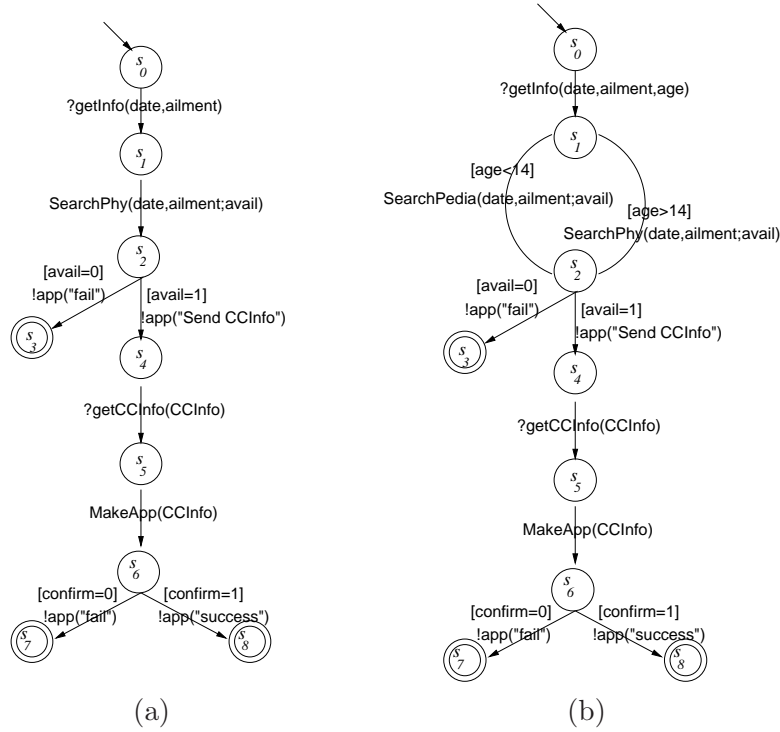 s0
?getInfo(date,ailment)
s1
SearchPhy(date,ailment;avail)
s2
[avail=0]
!app("fail")
[avail=1]
!app("Send CCInfo")
s3
s4
?getCCInfo(CCInfo)
s5
MakeApp(CCInfo)
s6
[confirm=0]
!app("fail")
[confirm=1]
!app("success")
s7
s8
(a)
s0
?getInfo(date,ailment,age)
s1
[age<14]
SearchPedia(date,ailment;avail)
[age>14]
SearchPhy(date,ailment;avail)
s2
[avail=0]
!app("fail")
[avail=1]
!app("Send CCInfo")
s3
s4
?getCCInfo(CCInfo)
s5
MakeApp(CCInfo)
s6
[confirm=0]
!app("fail")
[confirm=1]
!app("success")
s7
s8
(b)